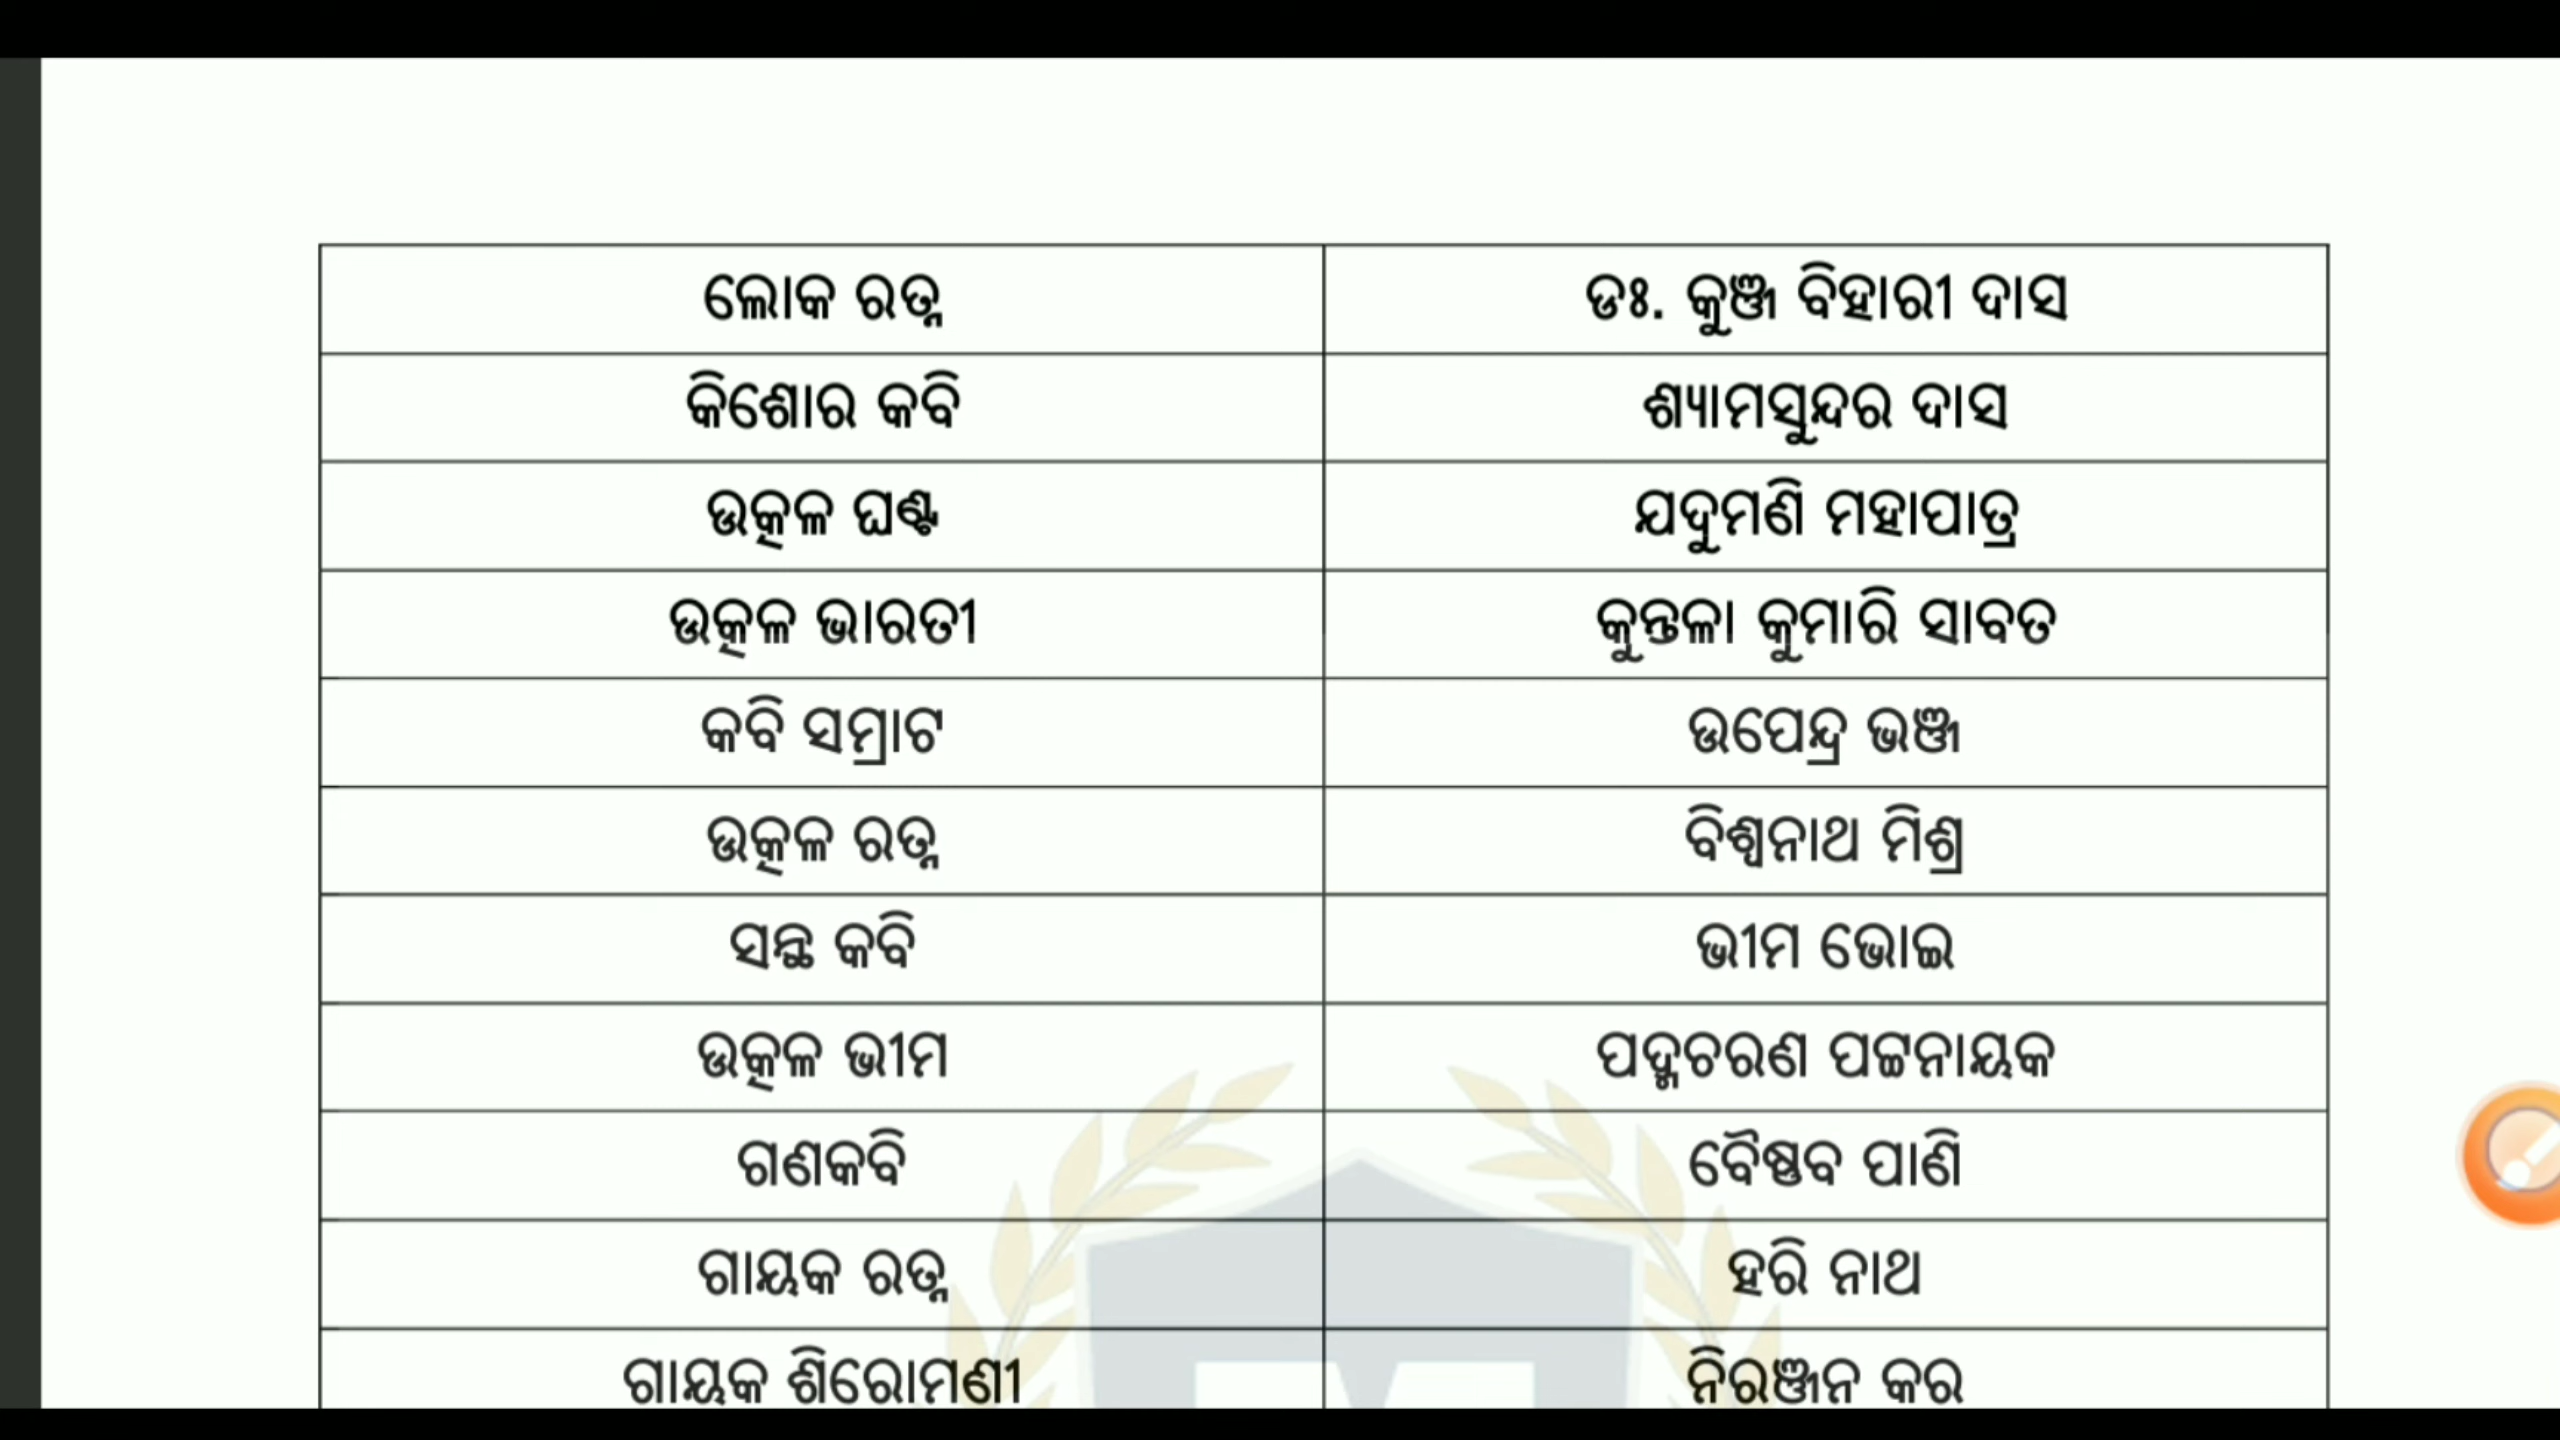 ଲୋକ ରତ୍ନ ଡଃ. କୁଞ୍ଜ ବିହାରୀ ଦାସ
କିଶୋର କବି ଶ୍ୟାମସୁନ୍ଦର ଦାସ
ଉତ୍କଳ ଘଣ୍ଟ ଯଦୁମଣି ମହାପାତ୍ର
ଉତ୍କଳ ଭାରତୀ କୁନ୍ତଳା କୁମାରି ସାବତ
କବି ସମ୍ରାଟ ଉପେନ୍ଦ୍ର ଭଞ୍ଜ
ଉତ୍କଳ ରତ୍ନ ବିଶ୍ୱନାଥ ମିଶ୍ର
ସନ୍ଥ କବି ଭୀମ ଭୋଇ
ଉତ୍କଳ ଭୀମ ପଦ୍ମଚରଣ ପଟ୍ଟନାୟକ
ଗଣକବି ବୈଷ୍ଣବ ପାଣି
ଗାୟକ ରତ୍ନ ହରି ନାଥ
ଗାୟକ ଶିରୋମଣୀ ନିରଞ୍ଜନ କର